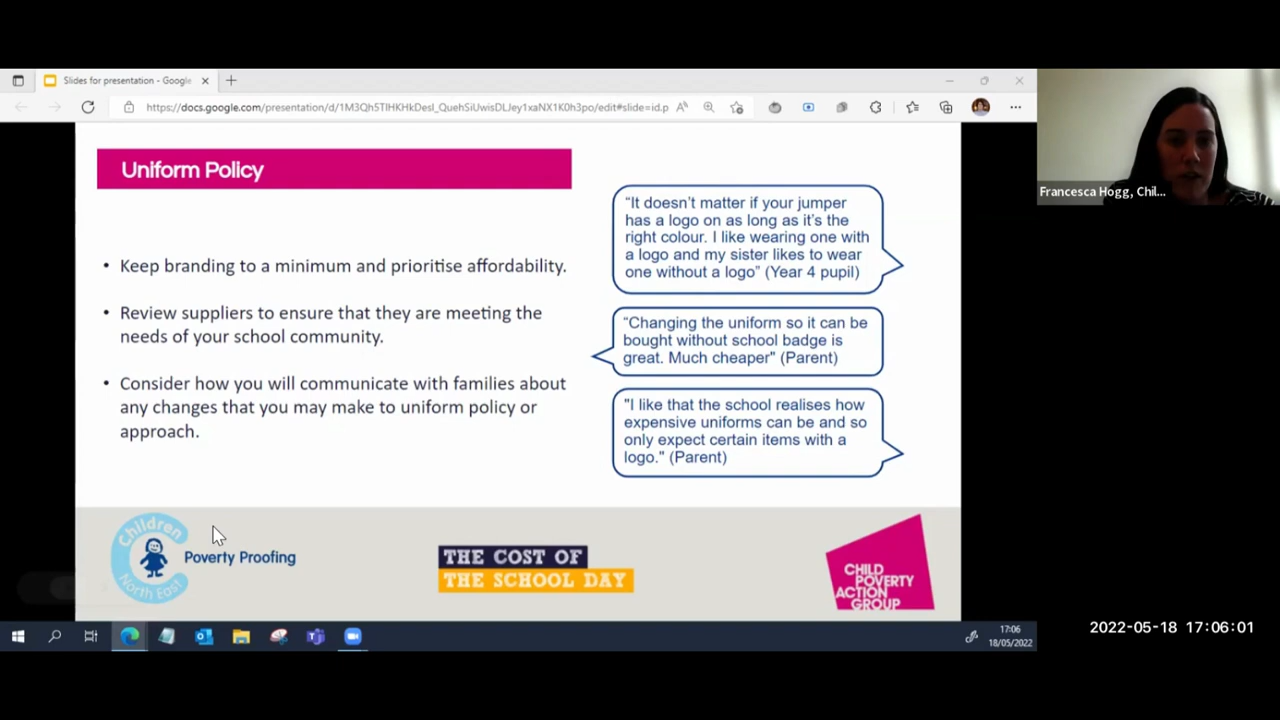 Slides for presentation - Google
https://docs.google.com/presentation/d/1M3Qh5TlHKHkDesl_QuehSiUwisDLJey1xaNX1K0h3po/edit#slide=id.p
Uniform Policy
• Keep branding to a minimum and prioritise affordability.
• Review suppliers to ensure that they are meeting the
needs of your school community.
• Consider how you will communicate with families about
any changes that you may make to uniform policy or
approach.
“It doesn’t matter if your jumper
has a logo on as long as it’s the
right colour. I like wearing one with
a logo and my sister likes to wear
one without a logo” (Year 4 pupil)
“Changing the uniform so it can be
bought without school badge is
great. Much cheaper" (Parent)
"I like that the school realises how
expensive uniforms can be and so
only expect certain items with a
logo." (Parent)
Children
North East
Poverty Proofing
THE COST OF
THE SCHOOL DAY
CHILD
POVERTY
ACTION
GROUP
Francesca Hogg, Chil...
17:06
18/05/2022
2022-05-18 17:06:01